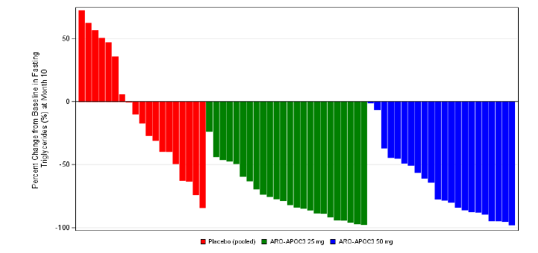 Percent Change from Baseline in Fasting
Triglycerides (%) at Month 10
50
0
-50
-100
Placebo (pooled) ARO-APOC3 25 mg ARO-APOC3 50 mg